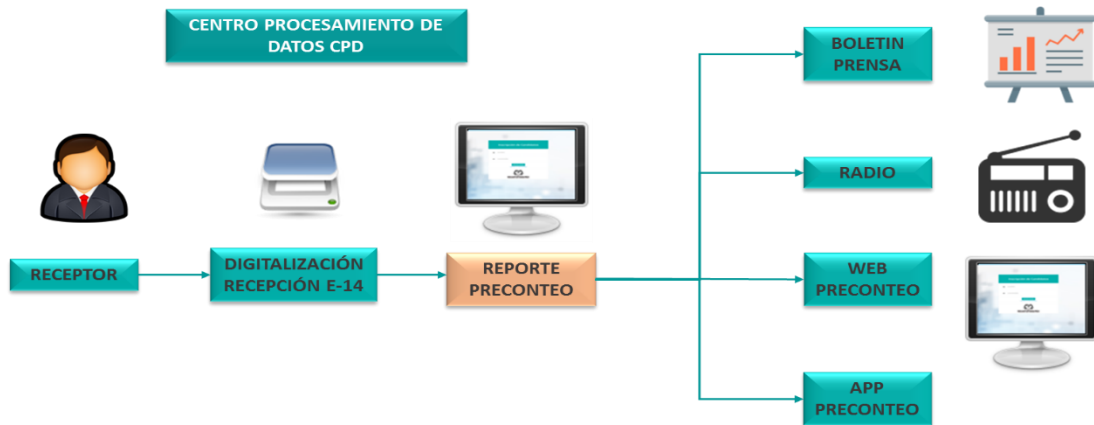 CENTRO PROCESAMIENTO DE
DATOS CPD
RECEPTOR
DIGITALIZACIÓN
RECEPCIÓN E-14
REPORTE
PRECONTEO
BOLETIN
PRENSA
RADIO
WEB
PRECONTEO
APP
PRECONTEO